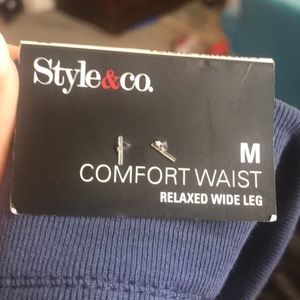 Style&co.
M
COMFORT WAIST
RELAXED WIDE LEG